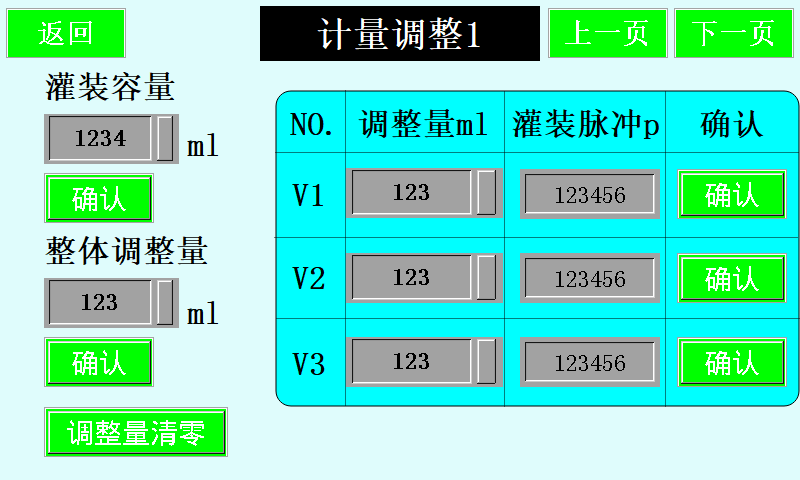 返回
计量调整1
上一页
下一页
灌装容量
1234
ml
确认
整体调整量
123
ml
确认
调整量清零
NO. 调整量ml 灌装脉冲p 确认
V1 123 123456 确认
V2 123 123456 确认
V3 123 123456 确认